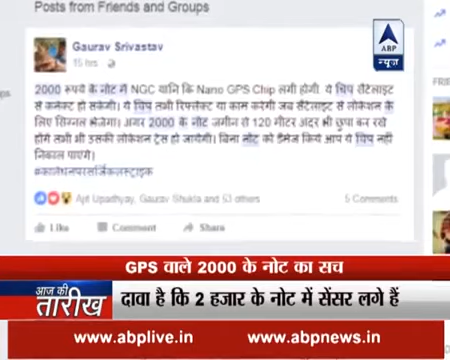 Posts from Friends and Groups
ABP
न्यूज़
Gaurav Srivastav
15 hrs
2000 रूपये के नोट में NGC यानि कि Nano GPS Chip लगी होगी ये चिप सैटेलाइट
से कनेक्ट हो सकेगी। ये चिप तभी रिफ्लेक्ट या काम करेगी जब सैटेलाइट से लोकेशन के
लिए सिग्नल भेजेगा। अगर 2000 के नोट जमीन से 120 मीटर अंदर भी छुपा कर रखे
होंगे तभी भी उसकी लोकेशन ट्रेस हो जायेगी। बिना नोट को डैमेज किये आप ये चिप नहीं
निकाल पाएंगे।
#कालेधनपरसर्जिकलस्ट्राइक
Apt Upadhyay, Gaurav Shukla and 53 others
5 Comments
Like Comment Share
GPS वाले 2000 के नोट का सच
आज की
तारीख
दावा है कि 2 हजार के नोट में सेंसर लगे हैं
www.abplive.in
www.abpnews.in